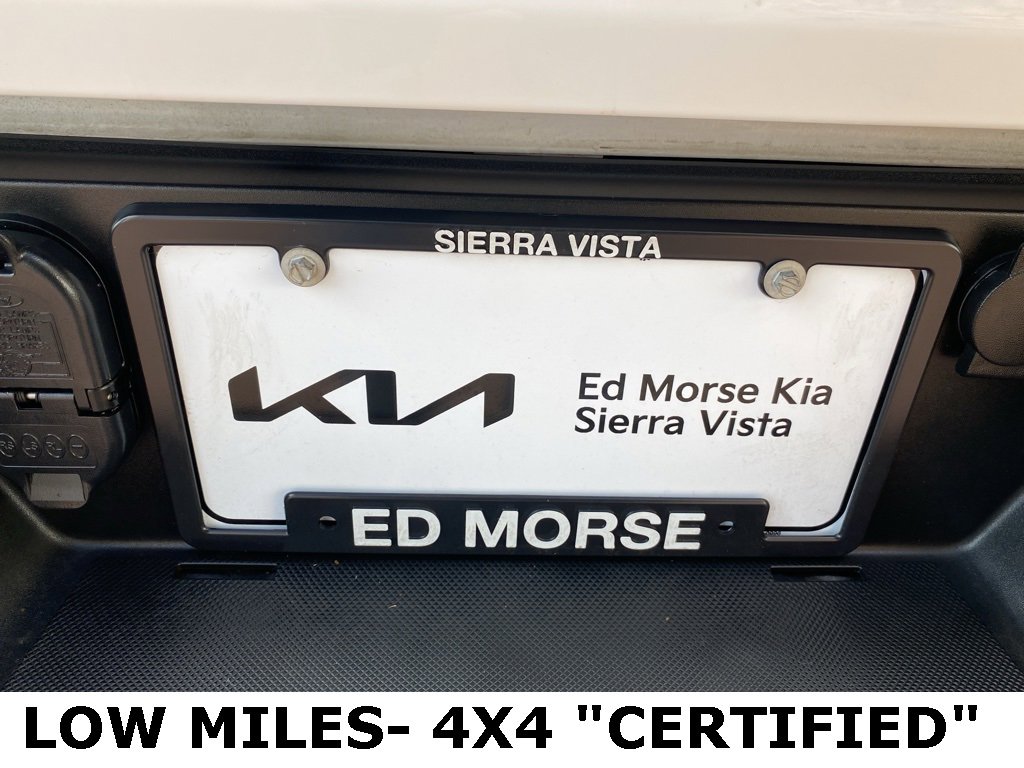 SIERRA VISTA
KIA
Ed Morse Kia
Sierra Vista
ED MORSE
LOW MILES- 4X4 "CERTIFIED"